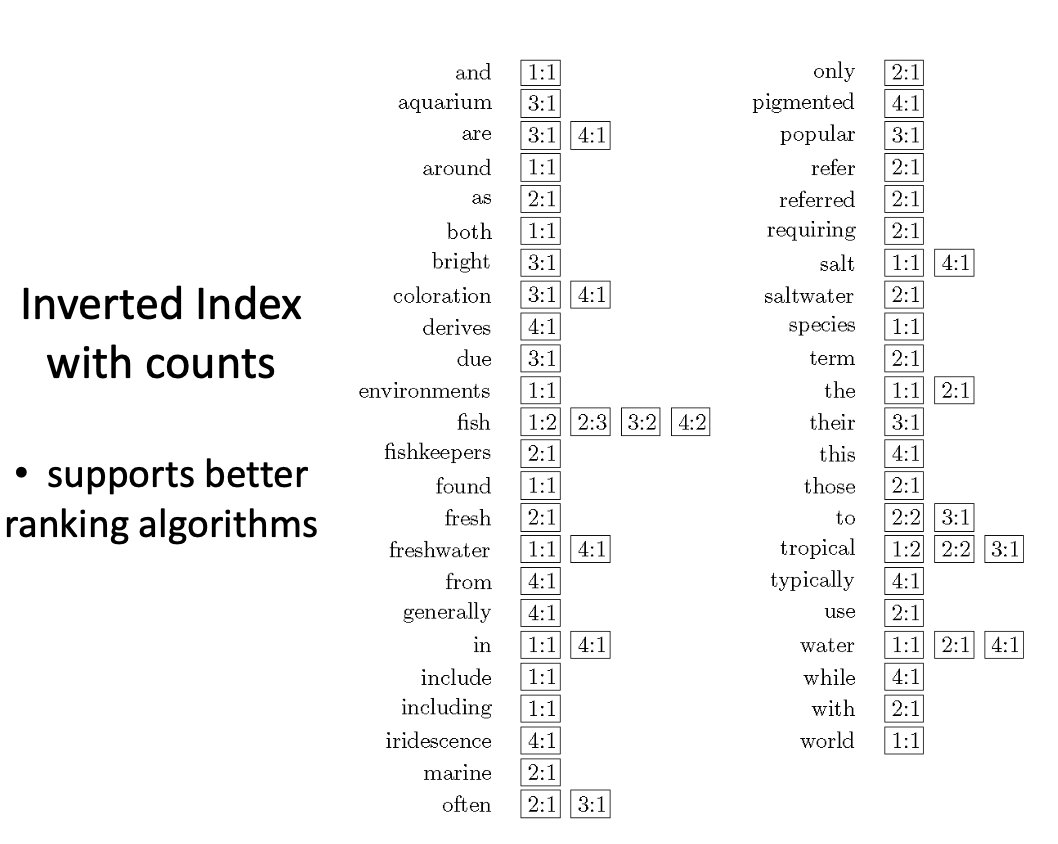 Inverted Index
with counts
• supports better
ranking algorithms
and 1:1
aquarium 3:1
are 3:1 4:1
around 1:1
as 2:1
both 1:1
bright 3:1
coloration 3:1 4:1
derives 4:1
due 3:1
environments 1:1
fish 1:2 2:3 3:2 4:2
fishkeepers 2:1
found 1:1
fresh 2:1
freshwater 1:1 4:1
from 4:1
generally 4:1
in 1:1 4:1
include 1:1
including 1:1
iridescence 4:1
marine 2:1
often 2:1 3:1
only 2:1
pigmented 4:1
popular 3:1
refer 2:1
referred 2:1
requiring 2:1
salt 1:1 4:1
saltwater 2:1
species 1:1
term 2:1
the 1:1 2:1
their 3:1
this 4:1
those 2:1
to 2:2 3:1
tropical 1:2 2:2 3:1
typically 4:1
use 2:1
water 1:1 2:1 4:1
while 4:1
with 2:1
world 1:1